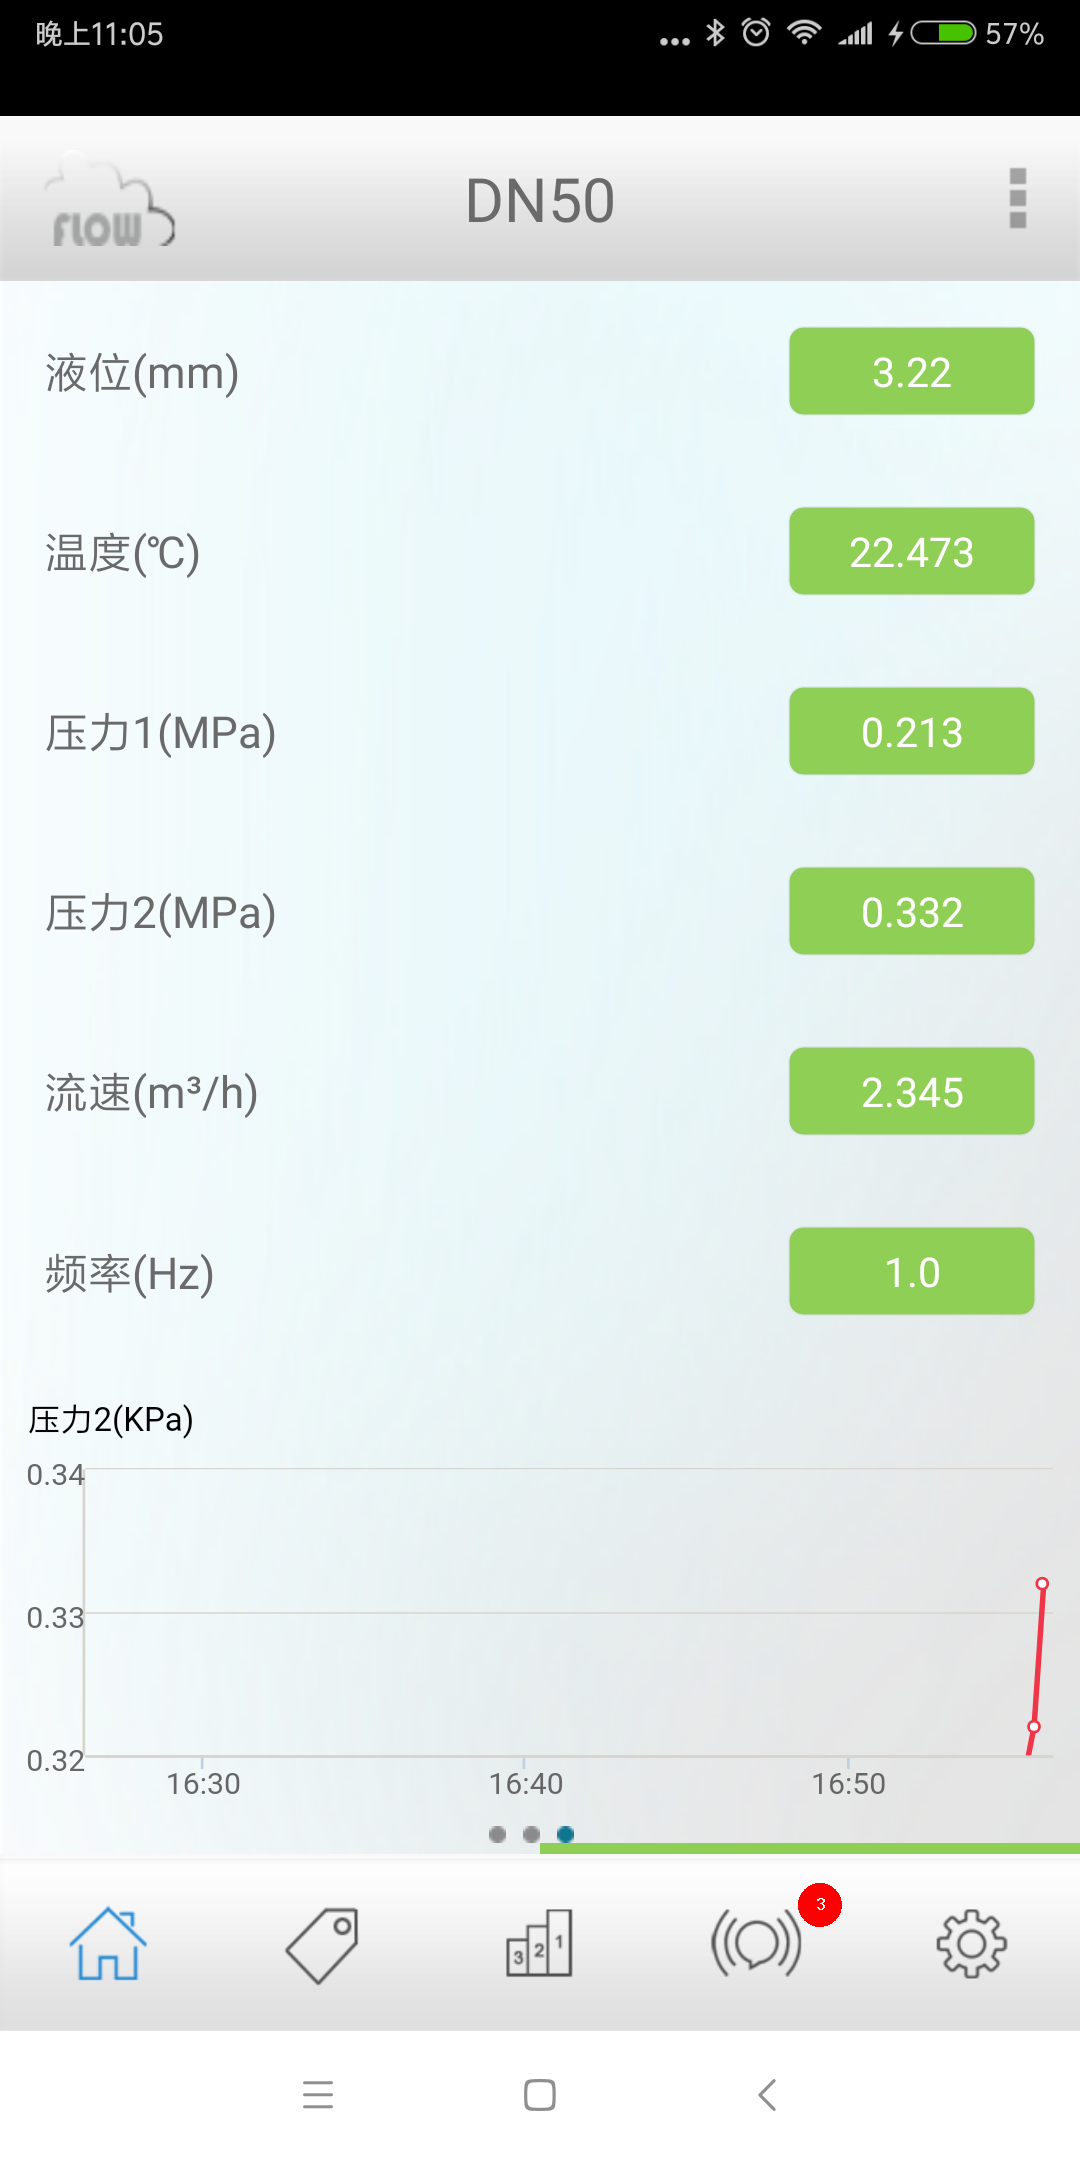 晚上11:05 57%
FLOW DN50
液位(mm) 3.22
温度(℃) 22.473
压力1(MPa) 0.213
压力2(MPa) 0.332
流速(m³/h) 2.345
频率(Hz) 1.0
压力2(KPa)
0.34
0.33
0.32
16:30 16:40 16:50
3 2 1 3